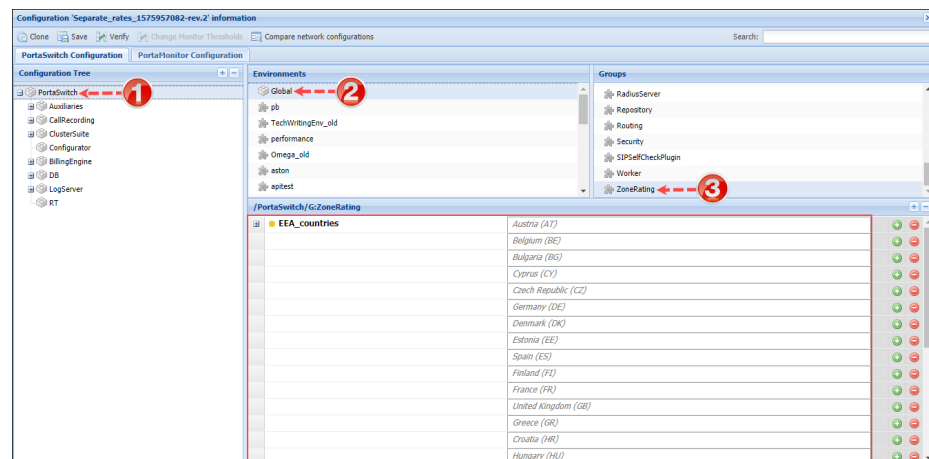 Configuration 'Separate_rates_1575957082-rev.2' information
Clone Save Verify Change Monitor Thresholds Compare network configurations Search:
PortaSwitch Configuration PortaMonitor Configuration
Configuration Tree
PortaSwitch
1
Auxiliaries
CallRecording
ClusterSuite
Configurator
BillingEngine
DB
LogServer
RT
Environments
Global
2
pb
TechWritingEnv_old
performance
Omega_old
aston
apitest
Groups
RadiusServer
Repository
Routing
Security
SIPSelfCheckPlugin
Worker
ZoneRating
3
/PortaSwitch/G:ZoneRating
EEA_countries
Austria (AT)
Belgium (BE)
Bulgaria (BG)
Cyprus (CY)
Czech Republic (CZ)
Germany (DE)
Denmark (DK)
Estonia (EE)
Spain (ES)
Finland (FI)
France (FR)
United Kingdom (GB)
Greece (GR)
Croatia (HR)
Hungary (HU)